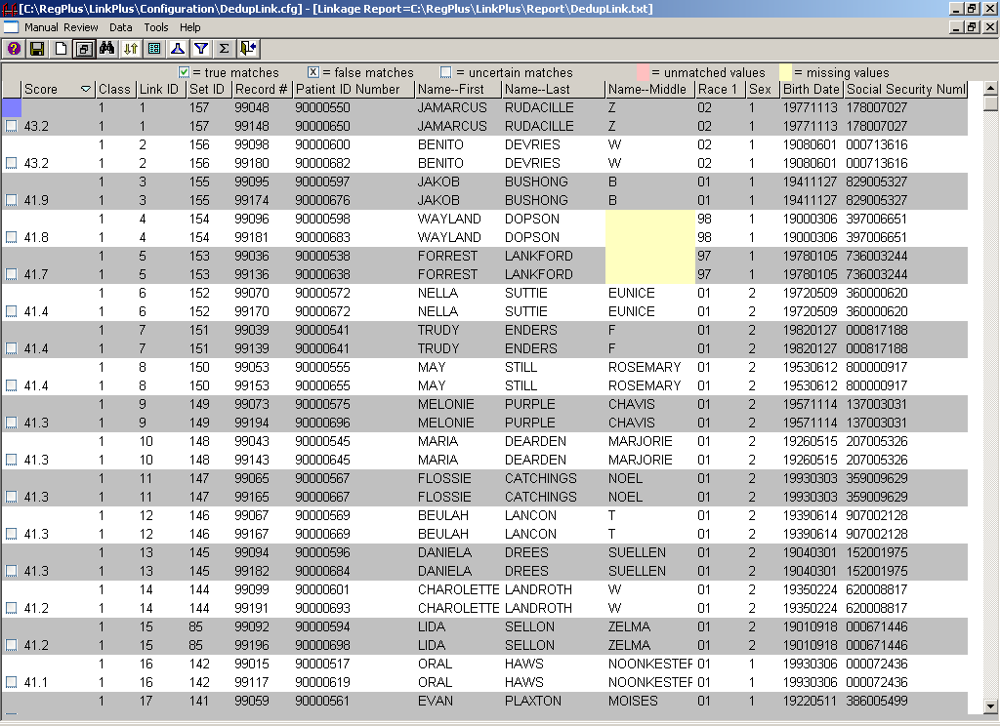 [C:\RegPlus\LinkPlus\Configuration\DedupLink.cfg] - [Linkage Report=C:\RegPlus\LinkPlus\Report\DedupLink.txt]
Manual Review Data Tools Help
= true matches = false matches = uncertain matches = unmatched values = missing values
Score Class Link ID Set ID Record # Patient ID Number Name--First Name--Last Name--Middle Race 1 Sex Birth Date Social Security Numl
1 1 157 99048 90000550 JAMARCUS RUDACILLE Z 02 1 19771113 178007027
43.2 1 1 157 99148 90000650 JAMARCUS RUDACILLE Z 02 1 19771113 178007027
1 2 156 99098 90000600 BENITO DEVRIES W 02 1 19080601 000713616
43.2 1 2 156 99180 90000682 BENITO DEVRIES W 02 1 19080601 000713616
1 3 155 99095 90000597 JAKOB BUSHONG B 01 1 19411127 829005327
41.9 1 3 155 99174 90000676 JAKOB BUSHONG B 01 1 19411127 829005327
1 4 154 99096 90000598 WAYLAND DOPSON 98 1 19000306 397006651
41.8 1 4 154 99181 90000683 WAYLAND DOPSON 98 1 19000306 397006651
1 5 153 99036 90000538 FORREST LANKFORD 97 1 19780105 736003244
41.7 1 5 153 99136 90000638 FORREST LANKFORD 97 1 19780105 736003244
1 6 152 99070 90000572 NELLA SUTTIE EUNICE 01 2 19720509 360000620
41.4 1 6 152 99170 90000672 NELLA SUTTIE EUNICE 01 2 19720509 360000620
1 7 151 99039 90000541 TRUDY ENDERS F 01 2 19820127 000817188
41.4 1 7 151 99139 90000641 TRUDY ENDERS F 01 2 19820127 000817188
1 8 150 99053 90000555 MAY STILL ROSEMARY 01 2 19530612 800000917
41.4 1 8 150 99153 90000655 MAY STILL ROSEMARY 01 2 19530612 800000917
1 9 149 99073 90000575 MELONIE PURPLE CHAVIS 01 2 19571114 137003031
41.3 1 9 149 99194 90000696 MELONIE PURPLE CHAVIS 01 2 19571114 137003031
1 10 148 99043 90000545 MARIA DEARDEN MARJORIE 01 2 19260515 207005326
41.3 1 10 148 99143 90000645 MARIA DEARDEN MARJORIE 01 2 19260515 207005326
1 11 147 99065 90000567 FLOSSIE CATCHINGS NOEL 01 2 19930303 359009629
41.3 1 11 147 99165 90000667 FLOSSIE CATCHINGS NOEL 01 2 19930303 359009629
1 12 146 99067 90000569 BEULAH LANCON T 01 2 19390614 907002128
41.3 1 12 146 99167 90000669 BEULAH LANCON T 01 2 19390614 907002128
1 13 145 99094 90000596 DANIELA DREES SUELLEN 01 2 19040301 152001975
41.3 1 13 145 99182 90000684 DANIELA DREES SUELLEN 01 2 19040301 152001975
1 14 144 99099 90000601 CHAROLETTE LANDROTH W 01 2 19350224 620008817
41.2 1 14 144 99191 90000693 CHAROLETTE LANDROTH W 01 2 19350224 620008817
1 15 85 99092 90000594 LIDA SELLON ZELMA 01 2 19010918 000671446
41.2 1 15 85 99196 90000698 LIDA SELLON ZELMA 01 2 19010918 000671446
1 16 142 99015 90000517 ORAL HAWS NOONKESTER 01 1 19930306 000072436
41.1 1 16 142 99117 90000619 ORAL HAWS NOONKESTER 01 1 19930306 000072436
1 17 141 99059 90000561 EVAN PLAXTON MOISES 01 1 19220511 386005499